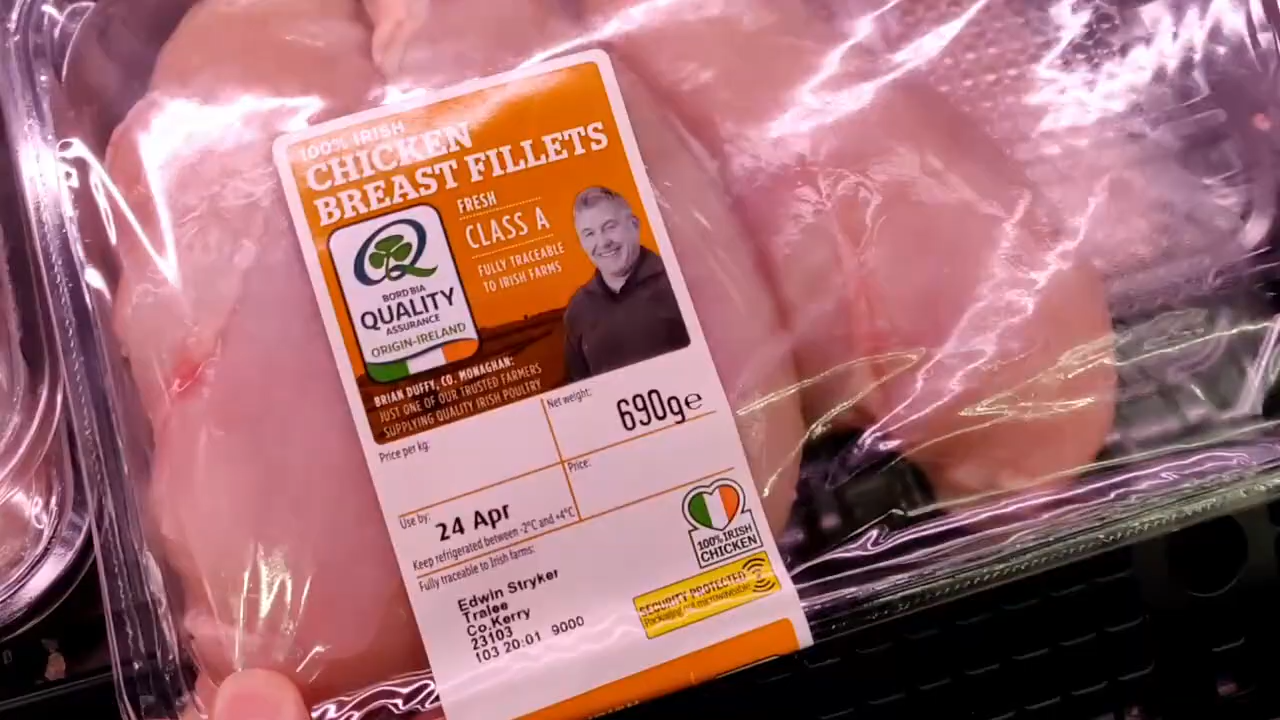 100% IRISH
CHICKEN
BREAST FILLETS
FRESH
CLASS A
FULLY TRACEABLE
TO IRISH FARMS
BORD BIA
QUALITY
ASSURANCE
ORIGIN-IRELAND
BRIAN DUFFY, CO. MONAGHAN:
JUST ONE OF OUR TRUSTED FARMERS
SUPPLYING QUALITY IRISH POULTRY
Price per kg:
Net weight:
690g℮
Use by:
24 Apr
Price:
Keep refrigerated between -2°C and +4°C
Fully traceable to Irish farms:
Edwin Stryker
Tralee
Co.Kerry
23103
103 20:01 9000
100% IRISH
CHICKEN
SECURITY PROTECTED
Packaging not microwaveable